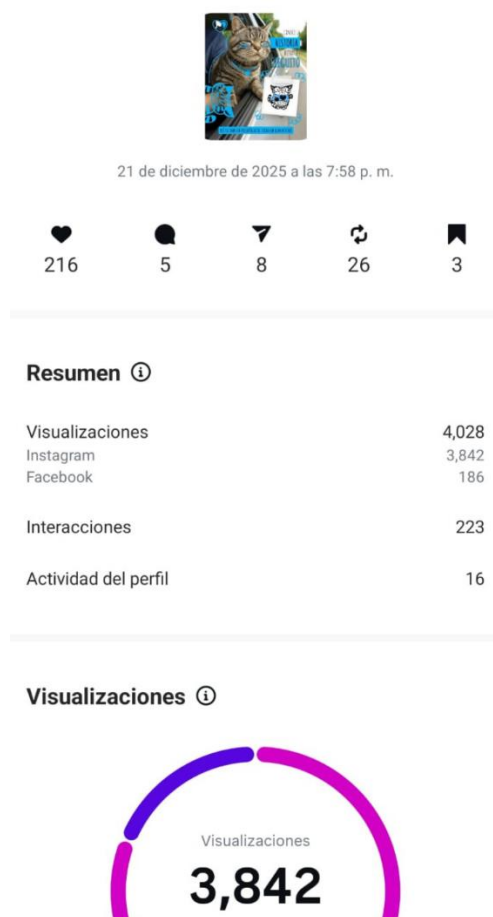 HISTORIA
21 de diciembre de 2025 a las 7:58 p. m.
216 5 8 26 3
Resumen
Visualizaciones 4,028
Instagram 3,842
Facebook 186
Interacciones 223
Actividad del perfil 16
Visualizaciones
Visualizaciones
3,842